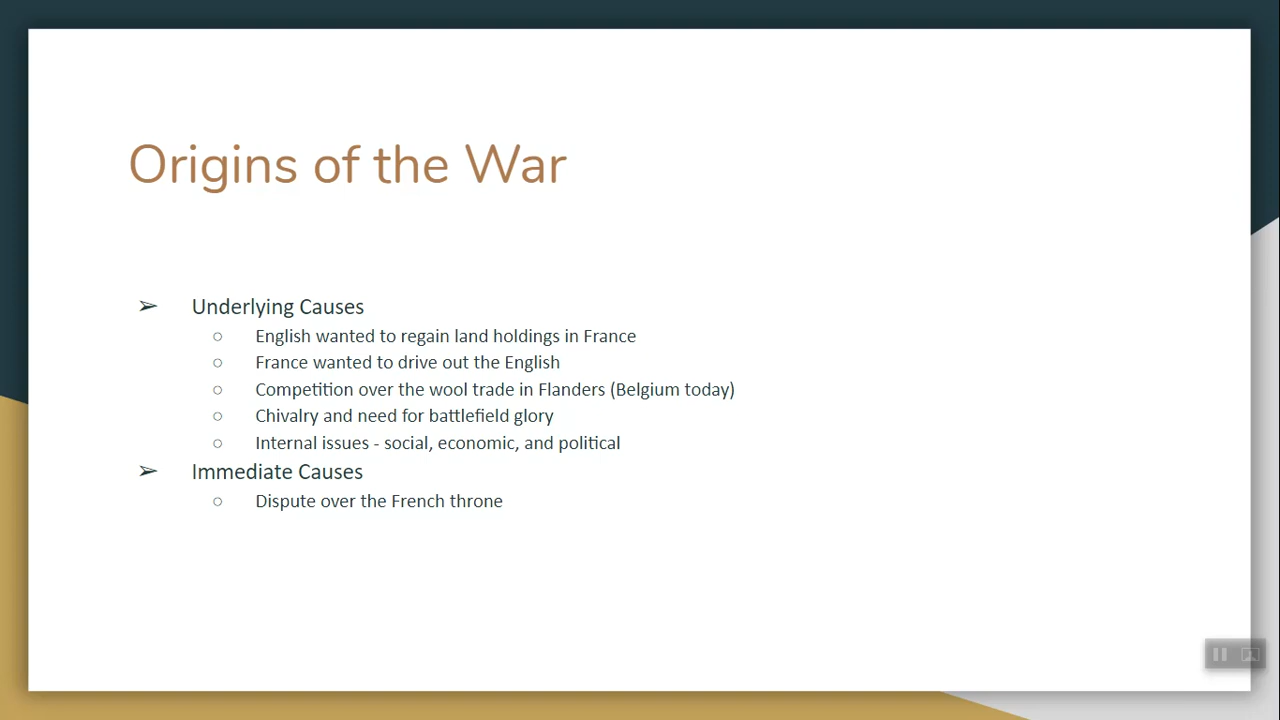 Origins of the War
➢ Underlying Causes
○ English wanted to regain land holdings in France
○ France wanted to drive out the English
○ Competition over the wool trade in Flanders (Belgium today)
○ Chivalry and need for battlefield glory
○ Internal issues - social, economic, and political
➢ Immediate Causes
○ Dispute over the French throne